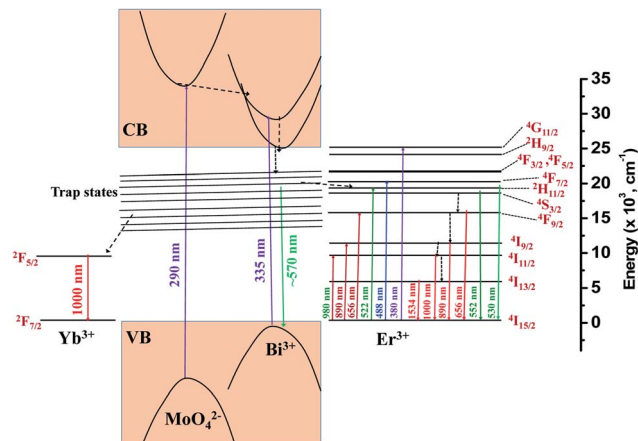 CB
Trap states
²F₅/₂
²F₇/₂
Yb³⁺
1000 nm
290 nm
335 nm
~570 nm
VB
MoO₄²⁻
Bi³⁺
980 nm
890 nm
656 nm
522 nm
488 nm
380 nm
1534 nm
1000 nm
890 nm
656 nm
552 nm
530 nm
Er³⁺
⁴G₁₁/₂
²H₉/₂
⁴F₃/₂,⁴F₅/₂
⁴F₇/₂
²H₁₁/₂
⁴S₃/₂
⁴F₉/₂
⁴I₉/₂
⁴I₁₁/₂
⁴I₁₃/₂
⁴I₁₅/₂
35
30
25
20
15
10
5
0
Energy (× 10³, cm⁻¹)